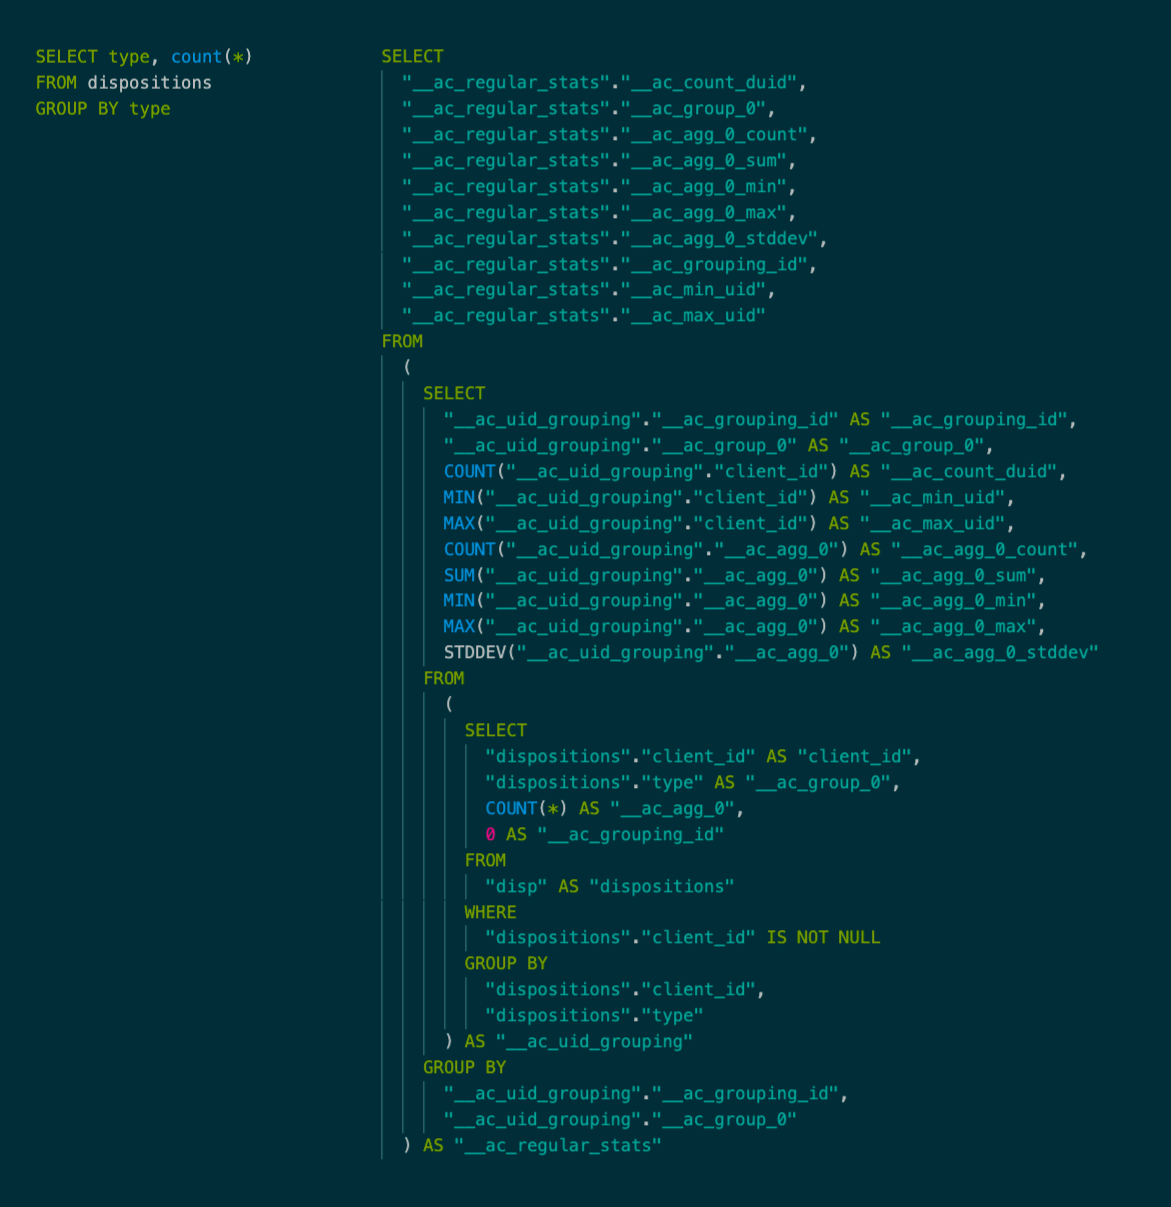 SELECT type, count(*)
FROM dispositions
GROUP BY type
SELECT
"__ac_regular_stats"."__ac_count_duid",
"__ac_regular_stats"."__ac_group_0",
"__ac_regular_stats"."__ac_agg_0_count",
"__ac_regular_stats"."__ac_agg_0_sum",
"__ac_regular_stats"."__ac_agg_0_min",
"__ac_regular_stats"."__ac_agg_0_max",
"__ac_regular_stats"."__ac_agg_0_stddev",
"__ac_regular_stats"."__ac_grouping_id",
"__ac_regular_stats"."__ac_min_uid",
"__ac_regular_stats"."__ac_max_uid"
FROM
(
SELECT
"__ac_uid_grouping"."__ac_grouping_id" AS "__ac_grouping_id",
"__ac_uid_grouping"."__ac_group_0" AS "__ac_group_0",
COUNT("__ac_uid_grouping"."client_id") AS "__ac_count_duid",
MIN("__ac_uid_grouping"."client_id") AS "__ac_min_uid",
MAX("__ac_uid_grouping"."client_id") AS "__ac_max_uid",
COUNT("__ac_uid_grouping"."__ac_agg_0") AS "__ac_agg_0_count",
SUM("__ac_uid_grouping"."__ac_agg_0") AS "__ac_agg_0_sum",
MIN("__ac_uid_grouping"."__ac_agg_0") AS "__ac_agg_0_min",
MAX("__ac_uid_grouping"."__ac_agg_0") AS "__ac_agg_0_max",
STDDEV("__ac_uid_grouping"."__ac_agg_0") AS "__ac_agg_0_stddev"
FROM
(
SELECT
"dispositions"."client_id" AS "client_id",
"dispositions"."type" AS "__ac_group_0",
COUNT(*) AS "__ac_agg_0",
0 AS "__ac_grouping_id"
FROM
"disp" AS "dispositions"
WHERE
"dispositions"."client_id" IS NOT NULL
GROUP BY
"dispositions"."client_id",
"dispositions"."type"
) AS "__ac_uid_grouping"
GROUP BY
"__ac_uid_grouping"."__ac_grouping_id",
"__ac_uid_grouping"."__ac_group_0"
) AS "__ac_regular_stats"